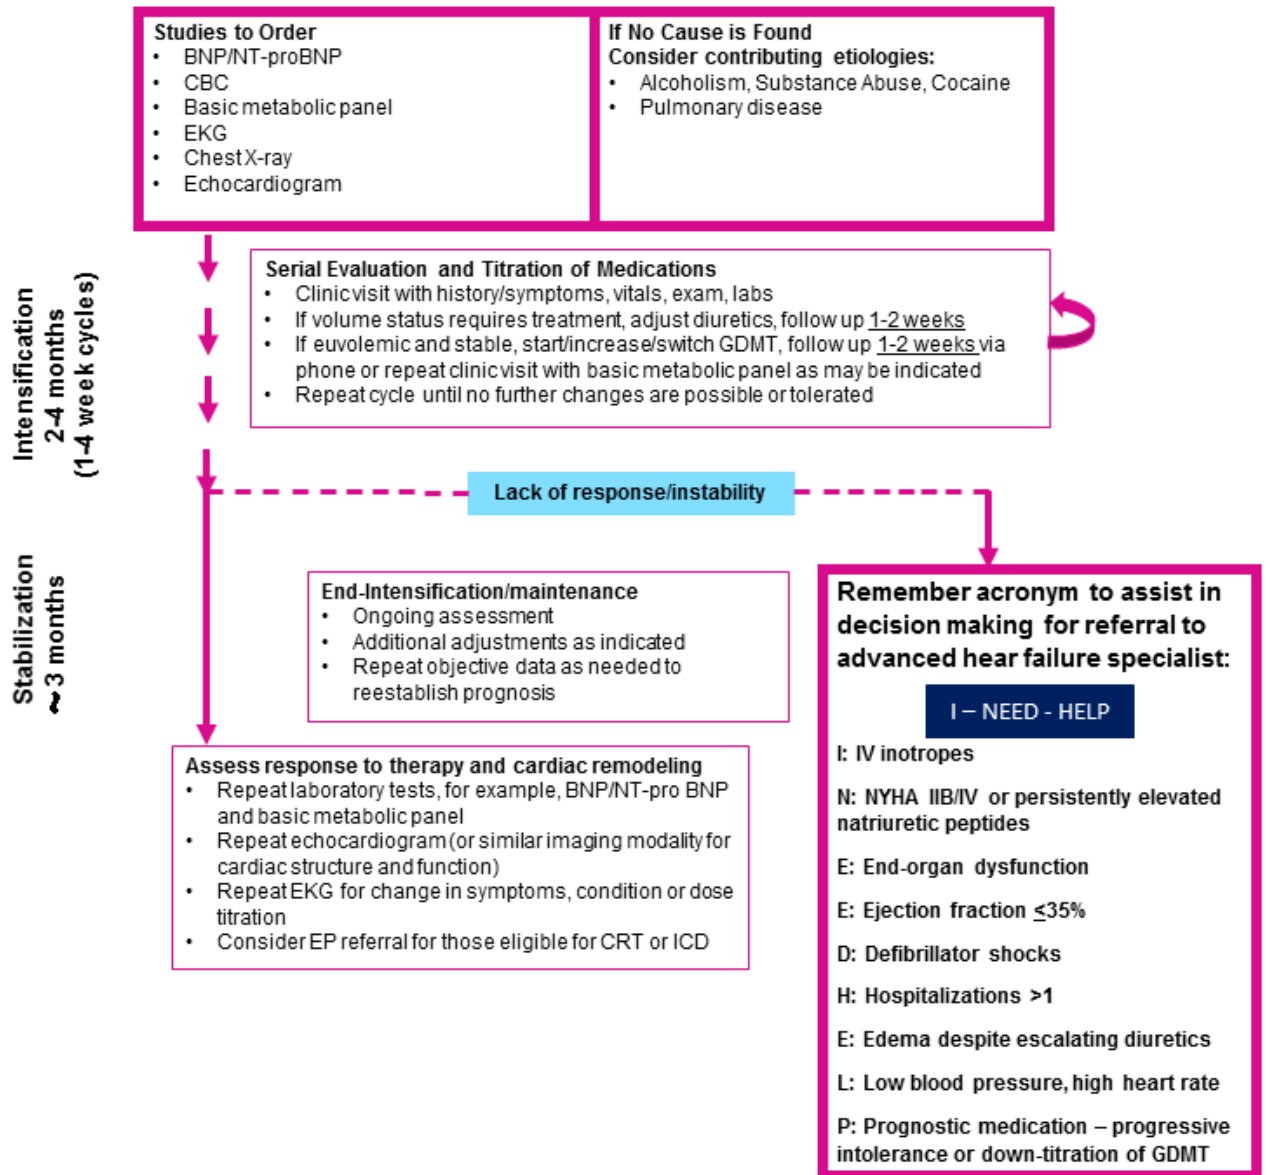 Studies to Order
• BNP/NT-proBNP
• CBC
• Basic metabolic panel
• EKG
• Chest X-ray
• Echocardiogram
If No Cause is Found
Consider contributing etiologies:
• Alcoholism, Substance Abuse, Cocaine
• Pulmonary disease
Intensification
2-4 months
(1-4 week cycles)
Serial Evaluation and Titration of Medications
• Clinic visit with history/symptoms, vitals, exam, labs
• If volume status requires treatment, adjust diuretics, follow up 1-2 weeks
• If euvolemic and stable, start/increase/switch GDMT, follow up 1-2 weeks via
phone or repeat clinic visit with basic metabolic panel as may be indicated
• Repeat cycle until no further changes are possible or tolerated
Lack of response/instability
Stabilization
~ 3 months
End-Intensification/maintenance
• Ongoing assessment
• Additional adjustments as indicated
• Repeat objective data as needed to
reestablish prognosis
Assess response to therapy and cardiac remodeling
• Repeat laboratory tests, for example, BNP/NT-pro BNP
and basic metabolic panel
• Repeat echocardiogram (or similar imaging modality for
cardiac structure and function)
• Repeat EKG for change in symptoms, condition or dose
titration
• Consider EP referral for those eligible for CRT or ICD
Remember acronym to assist in
decision making for referral to
advanced hear failure specialist:
I – NEED - HELP
I: IV inotropes
N: NYHA IIB/IV or persistently elevated
natriuretic peptides
E: End-organ dysfunction
E: Ejection fraction ≤35%
D: Defibrillator shocks
H: Hospitalizations >1
E: Edema despite escalating diuretics
L: Low blood pressure, high heart rate
P: Prognostic medication – progressive
intolerance or down-titration of GDMT